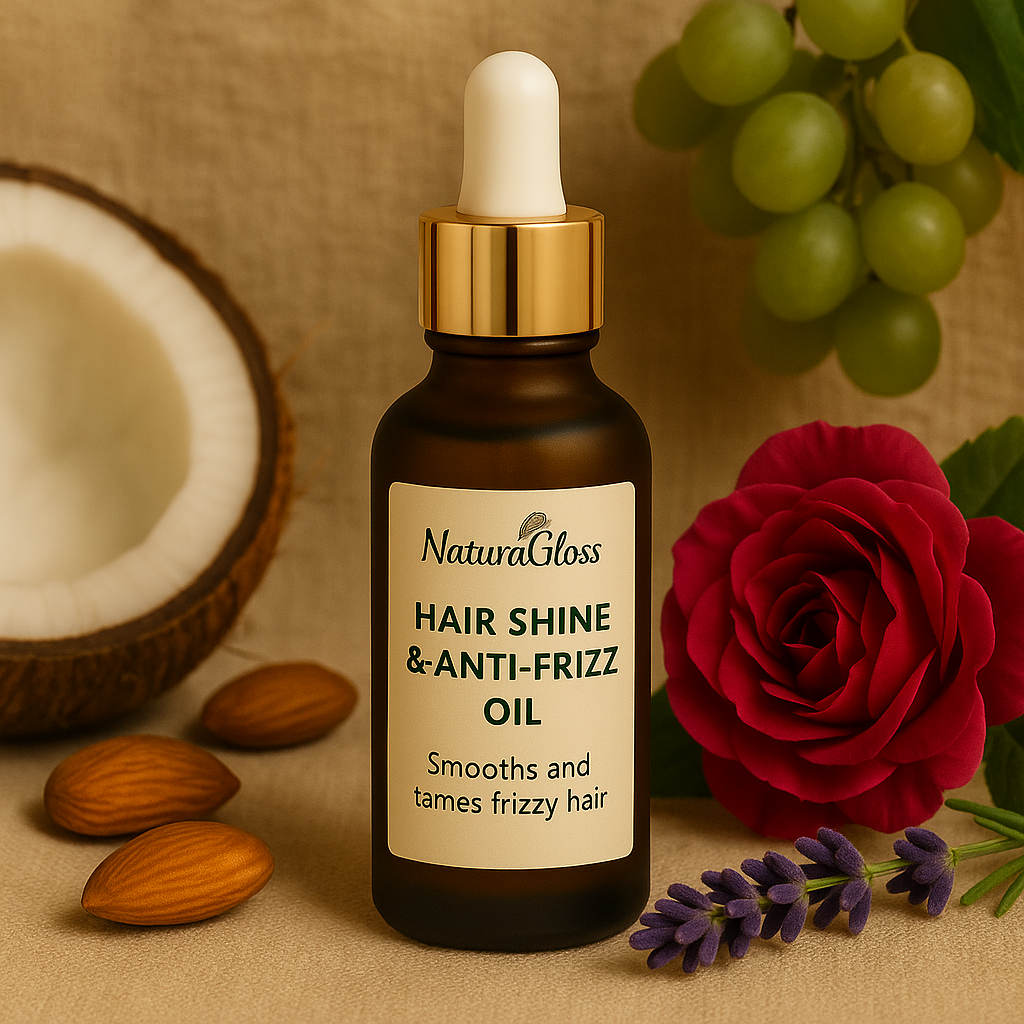 NaturaGloss
HAIR SHINE
&-ANTI-FRIZZ
OIL
Smooths and
tames frizzy hair